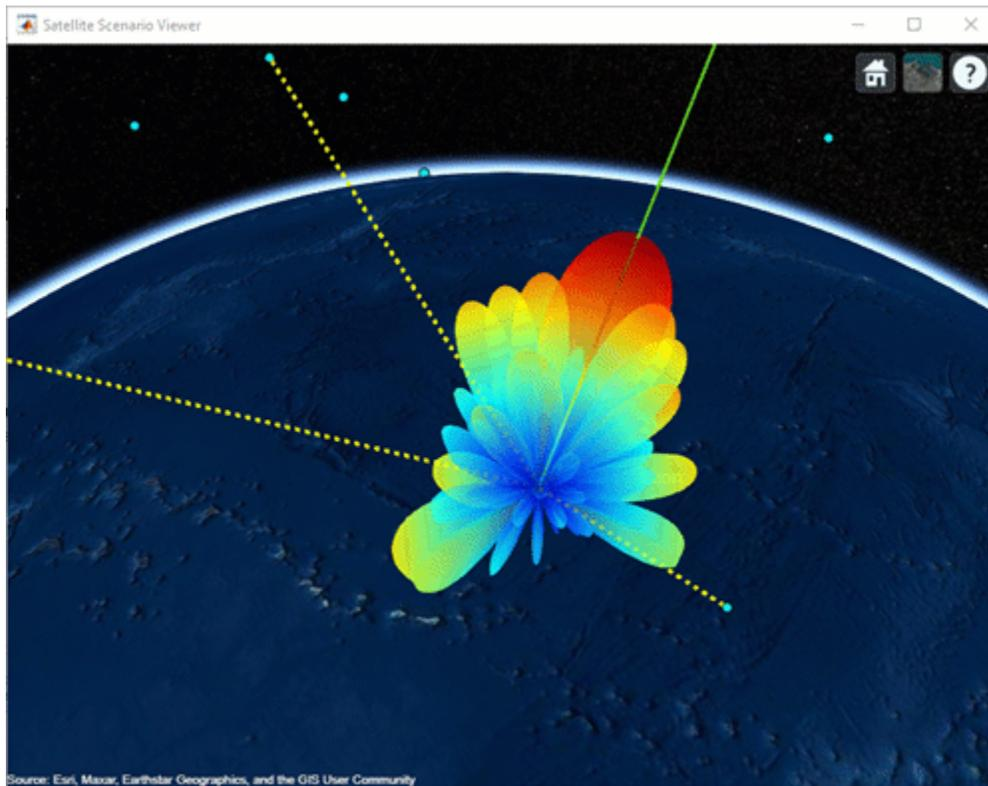 Satellite Scenario Viewer
?
Source: Esri, Maxar, Earthstar Geographics, and the GIS User Community